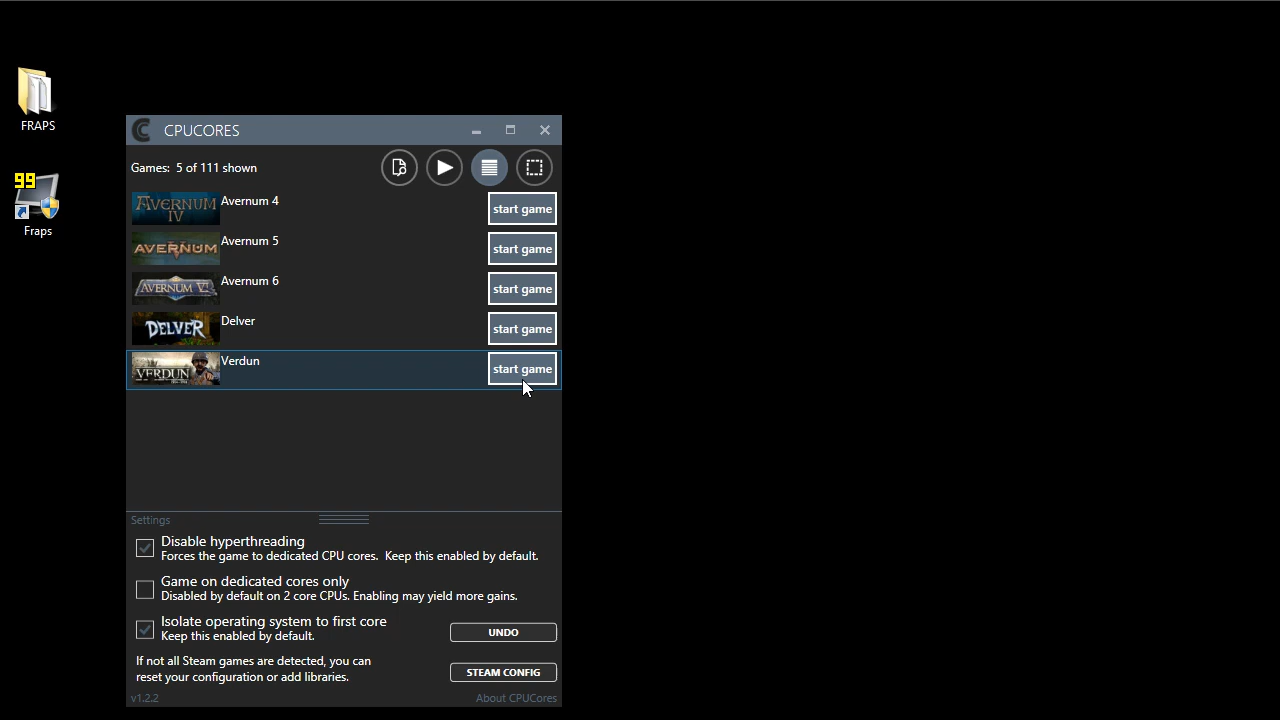 FRAPS
99
Fraps
CPUCORES
Games: 5 of 111 shown
AVERNUM IV
Avernum 4
start game
AVERNUM
Avernum 5
start game
AVERNUM VI
Avernum 6
start game
DELVER
Delver
start game
VERDUN
Verdun
start game
Settings
Disable hyperthreading
Forces the game to dedicated CPU cores. Keep this enabled by default.
Game on dedicated cores only
Disabled by default on 2 core CPUs. Enabling may yield more gains.
Isolate operating system to first core
Keep this enabled by default.
UNDO
If not all Steam games are detected, you can
reset your configuration or add libraries.
STEAM CONFIG
v1.2.2
About CPUCores